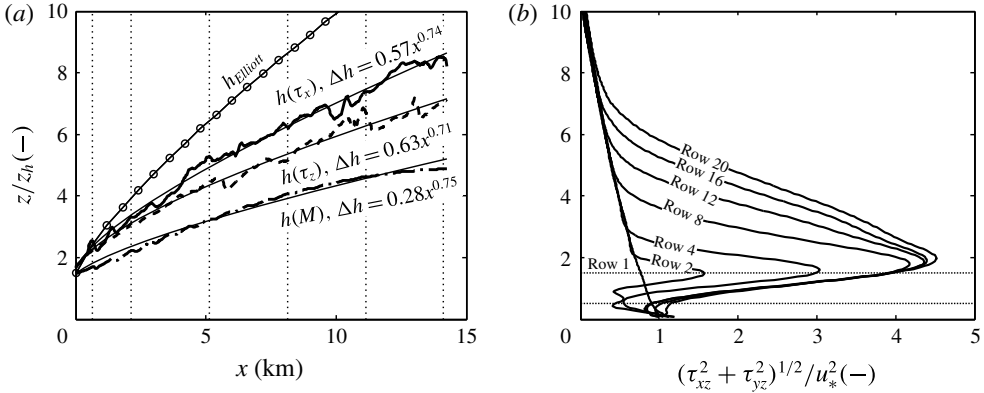 (a)
10
8
6
4
2
0
5
10
15
z/z_h(–)
x (km)
h_Elliott
h(τ_x), Δh = 0.57x^0.74
h(τ_z), Δh = 0.63x^0.71
h(M), Δh = 0.28x^0.75
(b)
10
8
6
4
2
0
1
2
3
4
5
Row 20
Row 16
Row 12
Row 8
Row 4
Row 2
Row 1
(τ_xz^2 + τ_yz^2)^1/2/u_*^2(–)